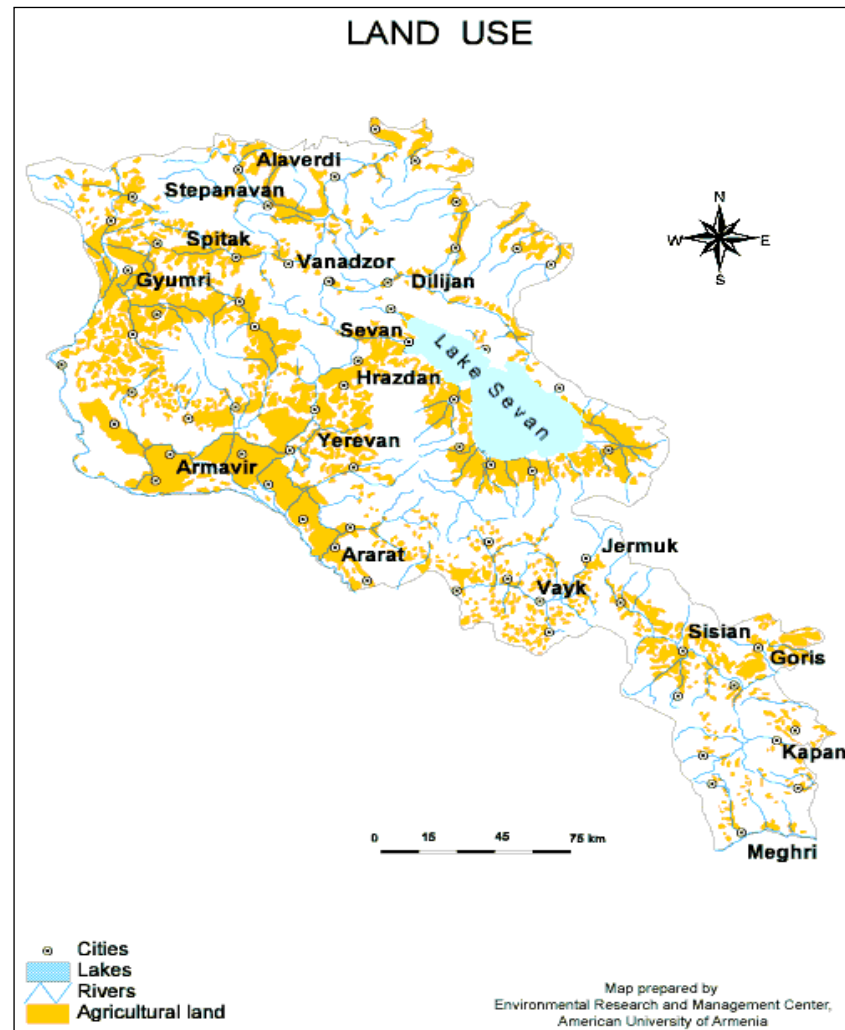 LAND USE
Alaverdi
Stepanavan
Spitak
Vanadzor
Gyumri
Dilijan
N
W E
S
Sevan
Lake Sevan
Hrazdan
Yerevan
Armavir
Ararat
Jermuk
Vayk
Sisian
Goris
Kapan
Meghri
0 15 45 75 km
Cities
Lakes
Rivers
Agricultural land
Map prepared by
Environmental Research and Management Center,
American University of Armenia